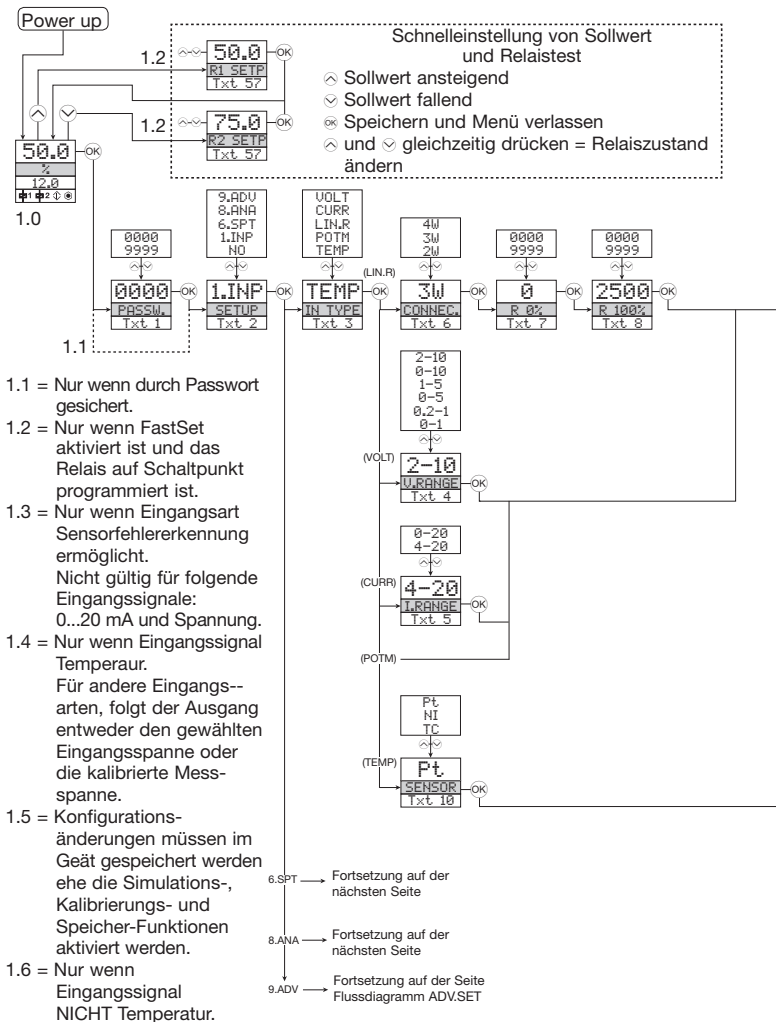 Power up
Schnelleinstellung von Sollwert
und Relaistest
Sollwert ansteigend
Sollwert fallend
OK Speichern und Menü verlassen
und gleichzeitig drücken = Relaiszustand
ändern
1.2
50.0
OK
R1 SETP
Txt 57
1.2
75.0
OK
R2 SETP
Txt 57
50.0
OK
%
12.0
1 2
1.0
0000
9999
0000
OK
PASSW.
Txt 1
1.1
9.ADV
8.ANA
6.SPT
1.INP
NO
1.INP
OK
SETUP
Txt 2
VOLT
CURR
LIN.R
POTM
TEMP
TEMP
OK
IN TYPE
Txt 3
(LIN.R)
4W
3W
2W
3W
OK
CONNEC.
Txt 6
0000
9999
0
OK
R 0%
Txt 7
0000
9999
2500
OK
R 100%
Txt 8
2-10
0-10
1-5
0-5
0.2-1
0-1
(VOLT)
2-10
OK
V.RANGE
Txt 4
0-20
4-20
(CURR)
4-20
OK
I.RANGE
Txt 5
(POTM)
Pt
NI
TC
(TEMP)
Pt
OK
SENSOR
Txt 10
1.1 = Nur wenn durch Passwort
gesichert.
1.2 = Nur wenn FastSet
aktiviert ist und das
Relais auf Schaltpunkt
programmiert ist.
1.3 = Nur wenn Eingangsart
Sensorfehlererkennung
ermöglicht.
Nicht gültig für folgende
Eingangssignale:
0...20 mA und Spannung.
1.4 = Nur wenn Eingangssignal
Temperaur.
Für andere Eingangs--
arten, folgt der Ausgang
entweder den gewählten
Eingangsspanne oder
die kalibrierte Mess-
spanne.
1.5 = Konfigurations-
änderungen müssen im
Geät gespeichert werden
ehe die Simulations-,
Kalibrierungs- und
Speicher-Funktionen
aktiviert werden.
1.6 = Nur wenn
Eingangssignal
NICHT Temperatur.
6.SPT
Fortsetzung auf der
nächsten Seite
8.ANA
Fortsetzung auf der
nächsten Seite
9.ADV
Fortsetzung auf der Seite
Flussdiagramm ADV.SET